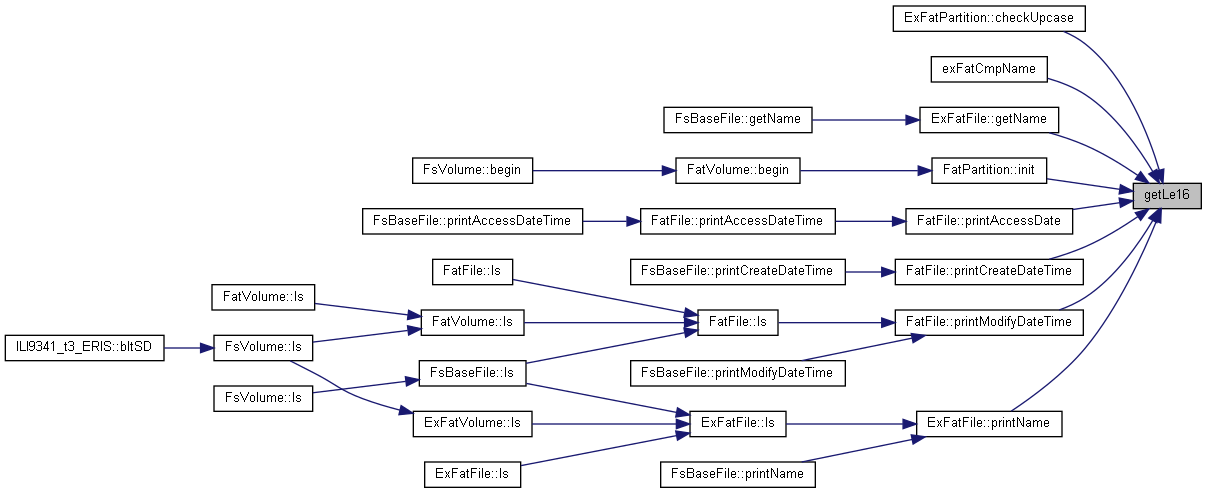 ExFatPartition::checkUpcase
exFatCmpName
FsBaseFile::getName
ExFatFile::getName
FsVolume::begin
FatVolume::begin
FatPartition::init
getLe16
FsBaseFile::printAccessDateTime
FatFile::printAccessDateTime
FatFile::printAccessDate
FatFile::ls
FsBaseFile::printCreateDateTime
FatFile::printCreateDateTime
FatVolume::ls
FatVolume::ls
FatFile::ls
FatFile::printModifyDateTime
ILI9341_t3_ERIS::bltSD
FsVolume::ls
FsBaseFile::ls
FsBaseFile::printModifyDateTime
FsVolume::ls
ExFatVolume::ls
ExFatFile::ls
ExFatFile::printName
ExFatFile::ls
FsBaseFile::printName